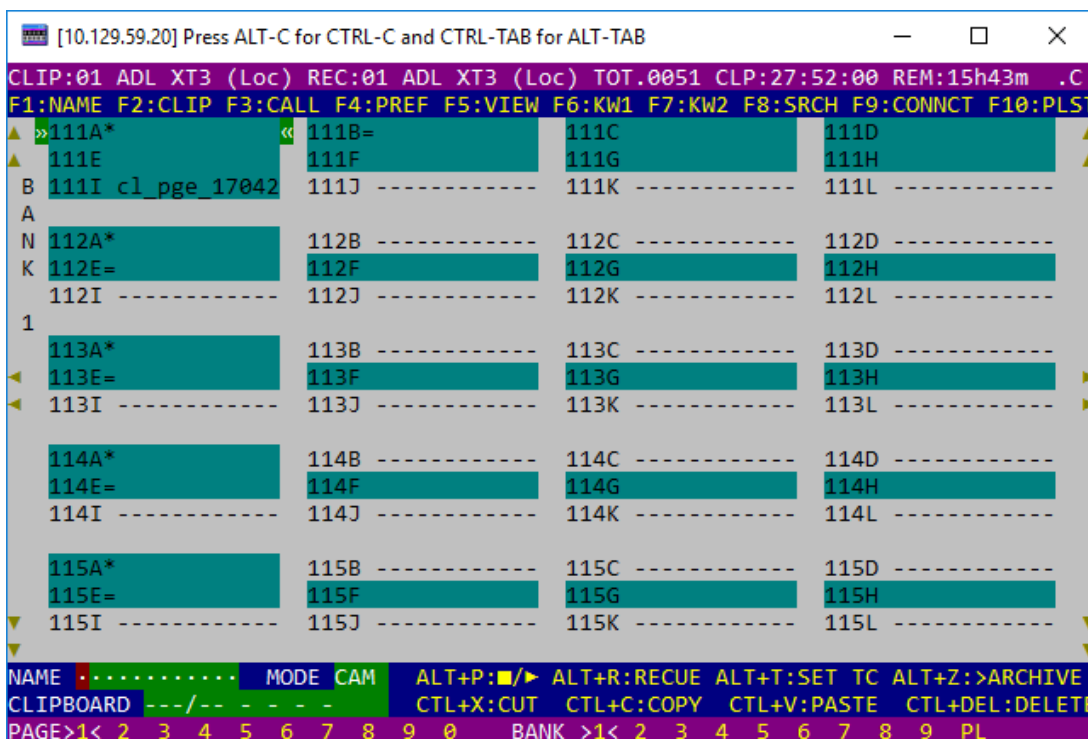 [10.129.59.20] Press ALT-C for CTRL-C and CTRL-TAB for ALT-TAB
CLIP:01 ADL XT3 (Loc) REC:01 ADL XT3 (Loc) TOT.0051 CLP:27:52:00 REM:15h43m .C
F1:NAME F2:CLIP F3:CALL F4:PREF F5:VIEW F6:KW1 F7:KW2 F8:SRCH F9:CONNCT F10:PLST
»111A* « 111B= 111C 111D
111E 111F 111G 111H
B 111I cl_pge_17042 111J ------------ 111K ------------ 111L ------------
A
N 112A* 112B ------------ 112C ------------ 112D ------------
K 112E= 112F 112G 112H
112I ------------ 112J ------------ 112K ------------ 112L ------------
1
113A* 113B ------------ 113C ------------ 113D ------------
113E= 113F 113G 113H
113I ------------ 113J ------------ 113K ------------ 113L ------------
114A* 114B ------------ 114C ------------ 114D ------------
114E= 114F 114G 114H
114I ------------ 114J ------------ 114K ------------ 114L ------------
115A* 115B ------------ 115C ------------ 115D ------------
115E= 115F 115G 115H
115I ------------ 115J ------------ 115K ------------ 115L ------------
NAME ············ MODE CAM ALT+P:■/► ALT+R:RECUE ALT+T:SET TC ALT+Z:>ARCHIVE
CLIPBOARD ---/-- - - - - CTL+X:CUT CTL+C:COPY CTL+V:PASTE CTL+DEL:DELETE
PAGE>1< 2 3 4 5 6 7 8 9 0 BANK >1< 2 3 4 5 6 7 8 9 PL